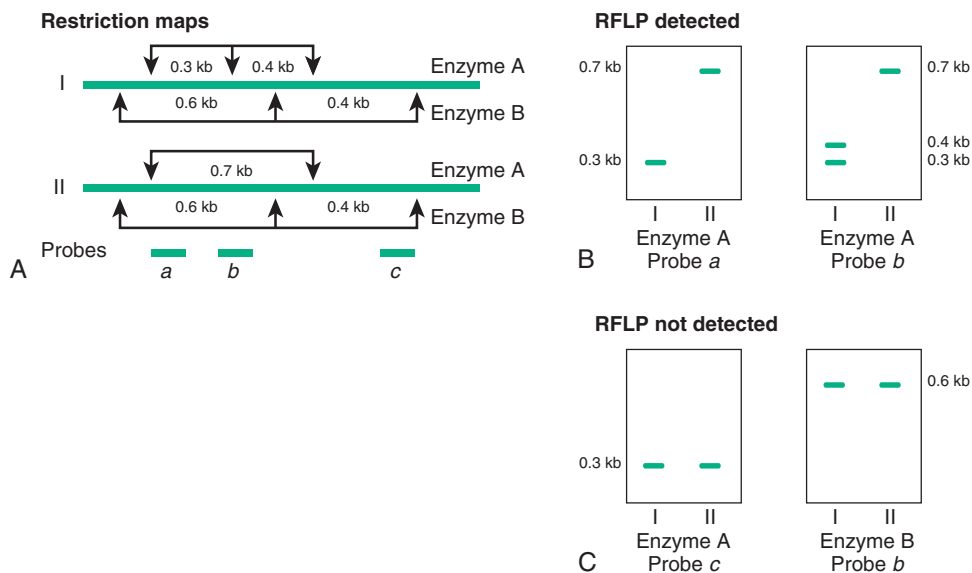 Restriction maps
0.3 kb 0.4 kb Enzyme A
I
0.6 kb 0.4 kb Enzyme B
0.7 kb Enzyme A
II
0.6 kb 0.4 kb Enzyme B
Probes
a b c
A
RFLP detected
0.7 kb
0.3 kb
I II
Enzyme A
Probe a
0.7 kb
0.4 kb
0.3 kb
I II
Enzyme A
Probe b
B
RFLP not detected
0.3 kb
I II
Enzyme A
Probe c
0.6 kb
I II
Enzyme B
Probe b
C